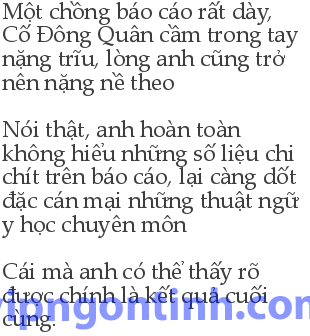 Một chồng báo cáo rất dày,
Cố Đông Quân cầm trong tay
nặng trĩu, lòng anh cũng trở
nên nặng nề theo
Nói thật, anh hoàn toàn
không hiểu những số liệu chi
chít trên báo cáo, lại càng dốt
đặc cán mại những thuật ngữ
y học chuyên môn
Cái mà anh có thể thấy rõ
được chính là kết quả cuối
cùng.
vipngontinh.com